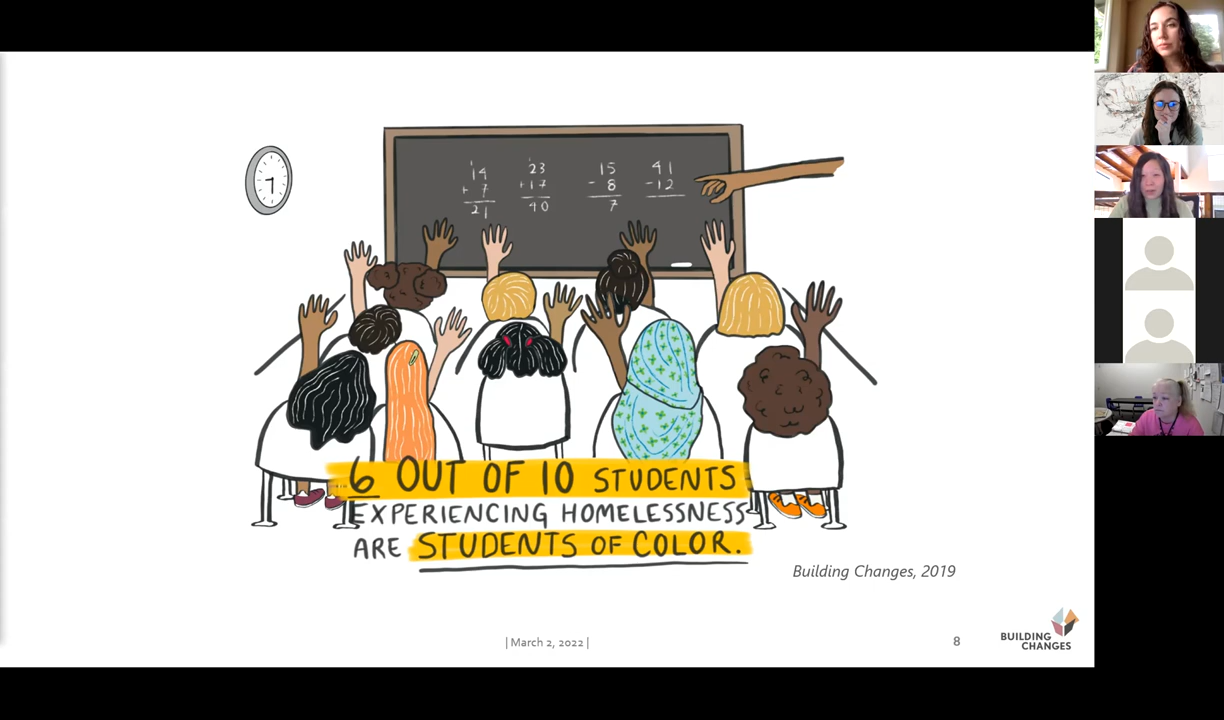 14 23 15 41
+ 7 +17 - 8 -12
21 40 7
6 OUT OF 10 STUDENTS
EXPERIENCING HOMELESSNESS
ARE STUDENTS OF COLOR.
Building Changes, 2019
| March 2, 2022 |
8
BUILDING
CHANGES